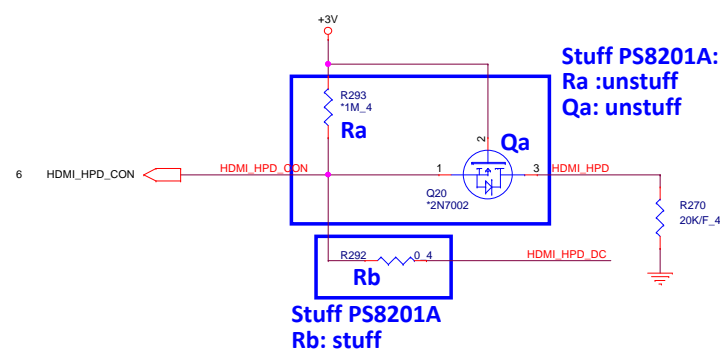 +3V
Stuff PS8201A:
Ra :unstuff
Qa: unstuff
R293
*1M_4
Ra
2
Qa
6 HDMI_HPD_CON HDMI_HPD_CON 1 3 HDMI_HPD
Q20
*2N7002
R270
20K/F_4
R292 0_4 HDMI_HPD_DC
Rb
Stuff PS8201A
Rb: stuff